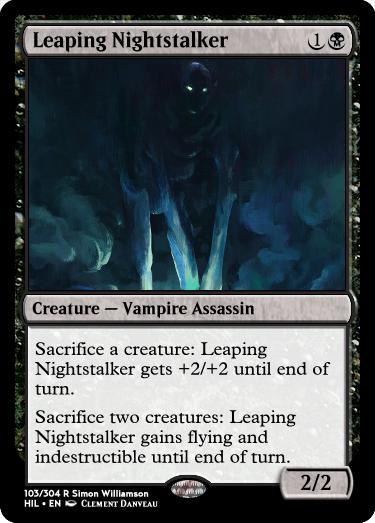 Leaping Nightstalker 1
Creature — Vampire Assassin
Sacrifice a creature: Leaping
Nightstalker gets +2/+2 until end of
turn.
Sacrifice two creatures: Leaping
Nightstalker gains flying and
indestructible until end of turn.
2/2
103/304 R Simon Williamson
HIL • EN Clement Danveau